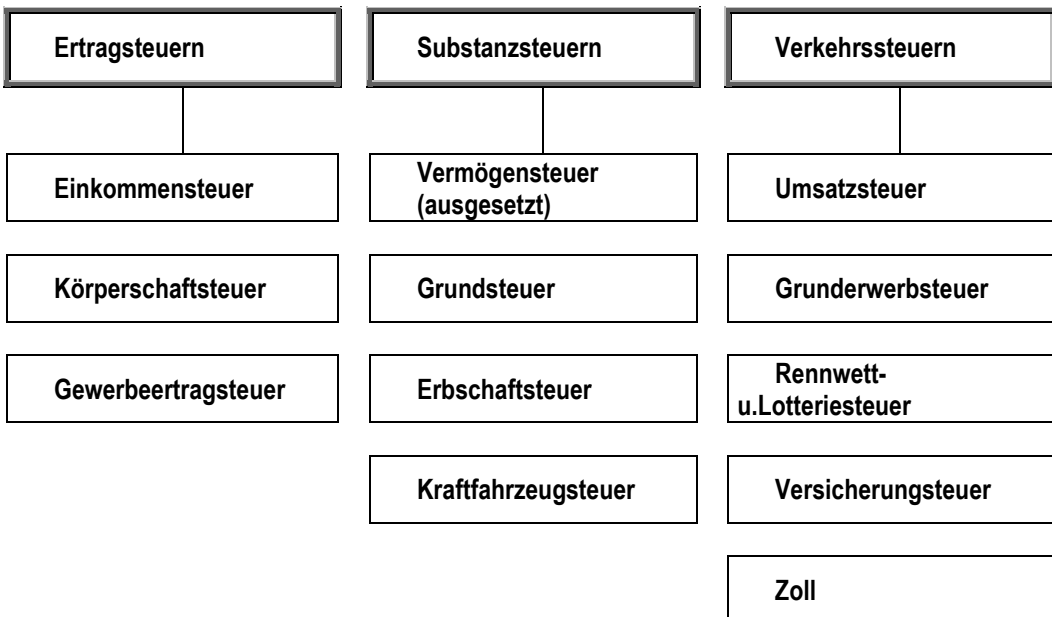 Ertragsteuern
Substanzsteuern
Verkehrssteuern
Einkommensteuer
Vermögensteuer
(ausgesetzt)
Umsatzsteuer
Körperschaftsteuer
Grundsteuer
Grunderwerbsteuer
Gewerbeertragsteuer
Erbschaftsteuer
Rennwett-
u.Lotteriesteuer
Kraftfahrzeugsteuer
Versicherungsteuer
Zoll